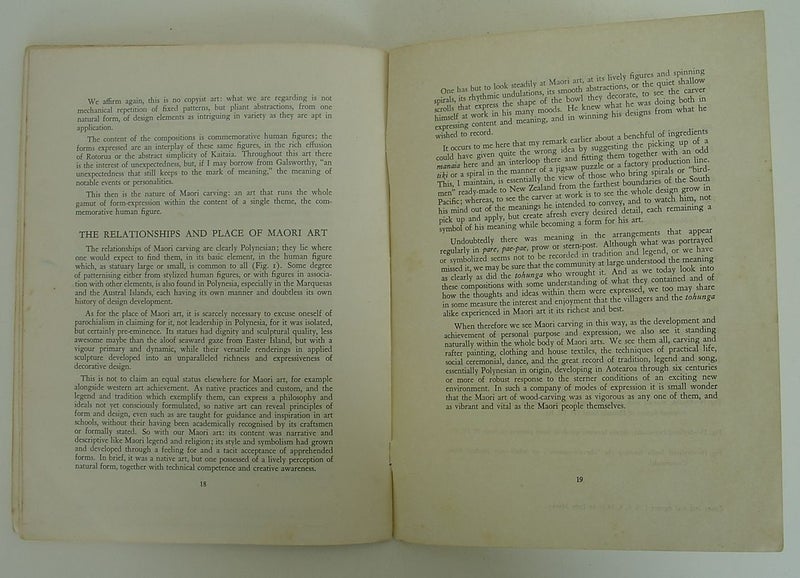 We affirm again, this is no copyist art: what we are regarding is not
mechanical repetition of fixed patterns, but pliant abstractions, from one
natural form, of design elements as intriguing in variety as they are apt in
application.
The content of the compositions is commemorative human figures; the
forms expressed are an interplay of these same figures, in the rich effusion
of Rotorua or the abstract simplicity of Kaitaia. Throughout this art there
is the interest of unexpectedness, but, if I may borrow from Galsworthy, "an
unexpectedness that still keeps to the mark of meaning," the meaning of
notable events or personalities.
This then is the nature of Maori carving: an art that runs the whole
gamut of form-expression within the content of a single theme, the com-
memorative human figure.
THE RELATIONSHIPS AND PLACE OF MAORI ART
The relationships of Maori carving are clearly Polynesian; they lie where
one would expect to find them, in its basic element, in the human figure
which, as statuary large or small, is common to all (Fig. 1). Some degree
of patternising either from stylized interplay, or with figures in associa-
tion with other elements, is also found in Polynesia, especially in the Marquesas
and the Austral Islands, each having its own manner and doubtless its own
history of design development.
As for the place of Maori art, it is scarcely necessary to excuse oneself of
parochialism in claiming for it, not leadership in Polynesia, for it was isolated,
but certainly pre-eminence. Its statues had dignity and sculptural quality, less
awesome maybe than the aloof seaward gaze from Easter Island, but with a
vigour primary and dynamic, while their versatile renderings in applied
sculpture developed into an unparalleled richness and expressiveness of
decorative design.
This is not to claim an equal status elsewhere for Maori art, for example
alongside western art achievement. As native practices and custom, and the
legend and tradition which exemplify them, can express a philosophy and
ideals not yet consciously formulated, so native art can reveal principles of
form and design, even such as are taught for guidance and inspiration in art
schools, without their having been academically recognised by its craftsmen
or formally stated. So with our Maori art: its content was narrative and
descriptive like Maori legend and religion; its style and symbolism had grown
and developed through a feeling for and a tacit acceptance of apprehended
forms. In brief, it was a native art, but one possessed of a lively perception of
natural form, together with technical competence and creative awareness.
18
One has but to look steadily at Maori art, at its lively figures and spinning
spirals, its rhythmic undulations, its smooth abstractions, or the quiet shallow
scrolls that express the shape of the bowl they decorate, to see the carver
himself at work in his many moods. He knew what he was doing both in
expressing content and meaning, and in winning his designs from what he
wished to record.
It occurs to me here that my remark earlier about a benchful of ingredients
could have given quite the wrong idea by suggesting the picking up of a
manaia here and an interloop there and fitting them together with an odd
tiki or a spiral in the manner of a jigsaw puzzle or a factory production line.
This, I maintain, is essentially the view of those who bring spirals or "bird-
men" ready-made to New Zealand from the farthest boundaries of the South
Pacific; whereas, to see the carver at work is to see the whole design grow in
his mind out of the meanings he intended to convey, and to watch him, not
pick up and apply, but create afresh every desired detail, each remaining a
symbol of his meaning while becoming a form for his art.
Undoubtedly there was meaning in the arrangements that appear
regularly in pare, pae-pae, prow or stern-post. Although what was portrayed
or symbolized seems not to be recorded in tradition and legend, or we have
missed it, we may be sure that the community at large understood the meaning
as clearly as did the tohunga who wrought it. And as we today look into
these compositions with some understanding of what they contained and of
how the thoughts and ideas within them were expressed, we too may share
in some measure the interest and enjoyment that the villagers and the tohunga
alike experienced in Maori art it its richest and best.
When therefore we see Maori carving in this way, as the development and
achievement of personal purpose and expression, we also see it standing
naturally within the whole body of Maori arts. We see them all, carving and
rafter painting, clothing and house textiles, the techniques of practical life,
social ceremonial, dance, and the great record of tradition, legend and song,
essentially Polynesian in origin, developing in Aotearoa through six centuries
or more of robust response to the sterner conditions of an exciting new
environment. In such a company of modes of expression it is small wonder
that the Maori art of wood-carving was as vigorous as any one of them, and
as vibrant and vital as the Maori people themselves.
19